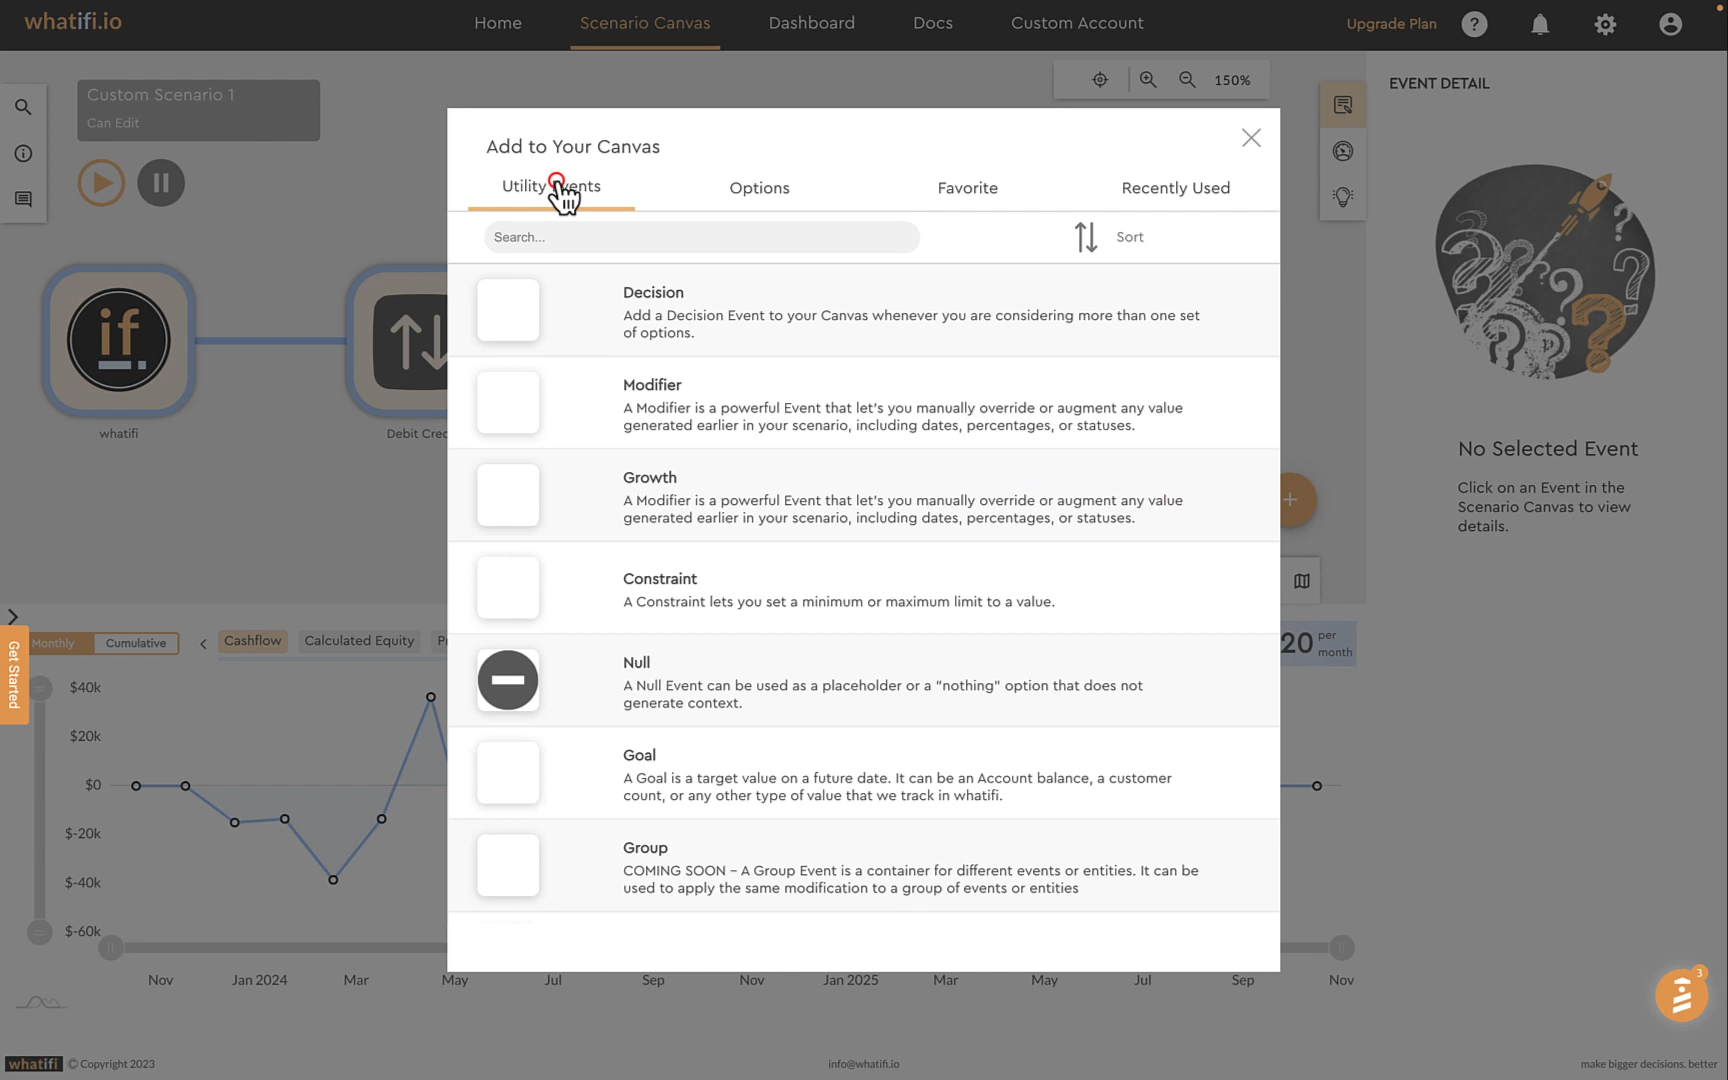 whatifi.io
Home
Scenario Canvas
Dashboard
Docs
Custom Account
Upgrade Plan
?
Custom Scenario 1
Can Edit
150%
EVENT DETAIL
Add to Your Canvas
Utility
Options
Favorite
Recently Used
Search...
Sort
Decision
Add a Decision Event to your Canvas whenever you are considering more than one set
of options.
Modifier
A Modifier is a powerful Event that let's you manually override or augment any value
generated earlier in your scenario, including dates, percentages, or statuses.
Growth
A Modifier is a powerful Event that let's you manually override or augment any value
generated earlier in your scenario, including dates, percentages, or statuses.
Constraint
A Constraint lets you set a minimum or maximum limit to a value.
Null
A Null Event can be used as a placeholder or a "nothing" option that does not
generate context.
Goal
A Goal is a target value on a future date. It can be an Account balance, a customer
count, or any other type of value that we track in whatifi.
Group
COMING SOON - A Group Event is a container for different events or entities. It can be
used to apply the same modification to a group of events or entities
if
whatifi
Debit
No Selected Event
Click on an Event in the
Scenario Canvas to view
details.
Get Started
Monthly
Cumulative
Cashflow
Calculated Equity
20 per
month
$40k
$20k
$0
$-20k
$-40k
$-60k
Nov
Jan 2024
Mar
May
Jul
Sep
Nov
Jan 2025
Mar
May
Jul
Sep
Nov
3
whatifi © Copyright 2023
info@whatifi.io
make bigger decisions. better